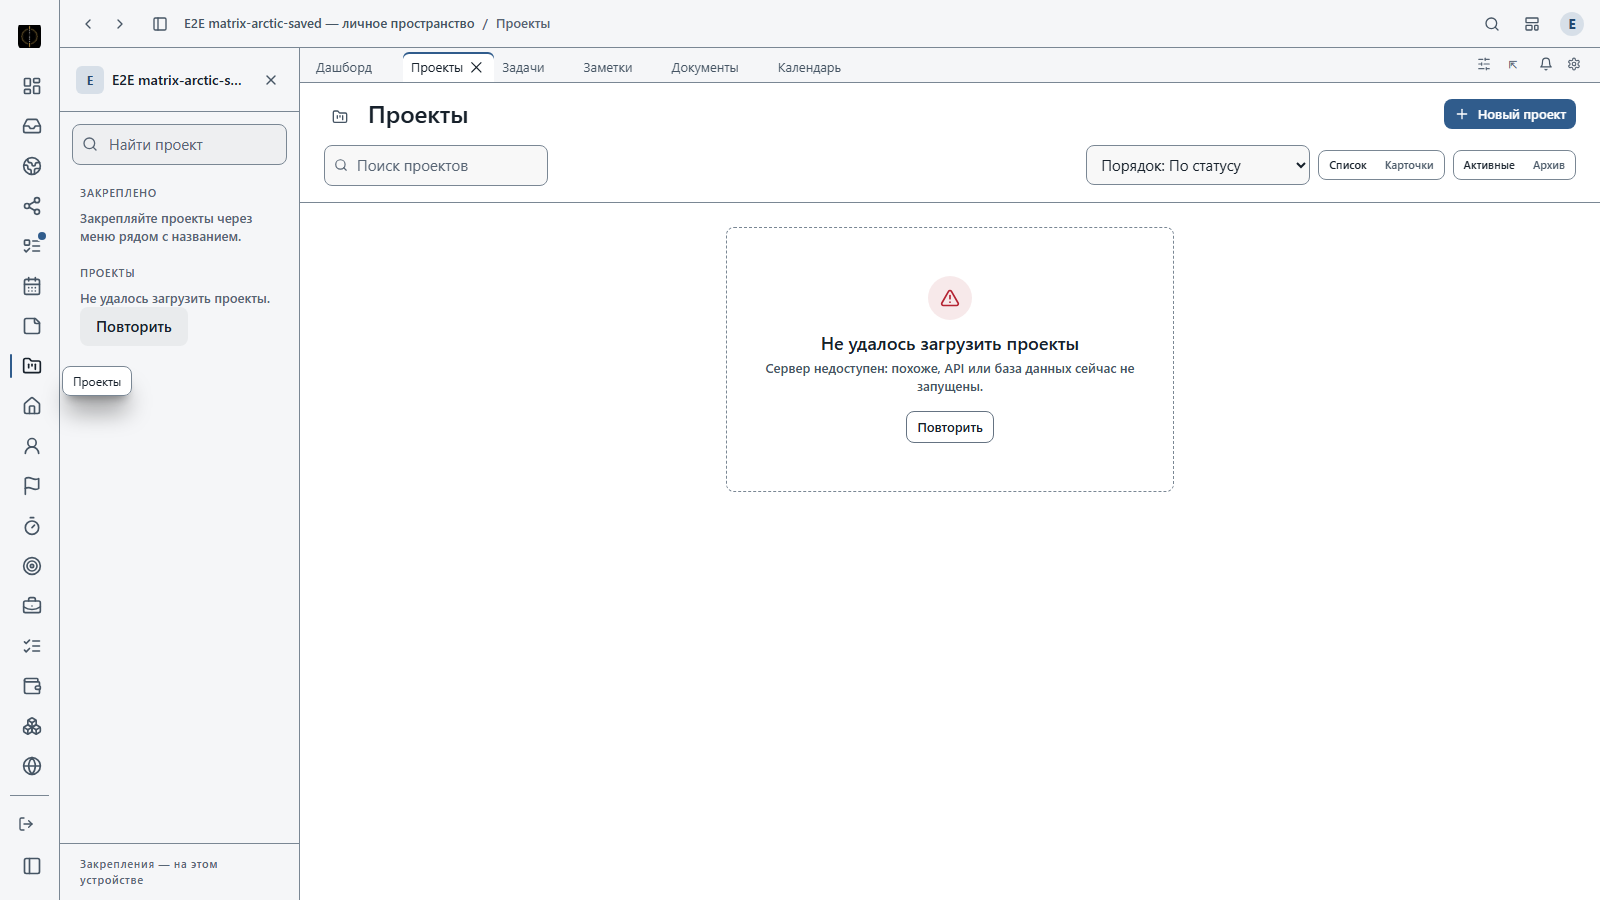 E2E matrix-arctic-saved — личное пространство / Проекты
E
E
E2E matrix-arctic-s...
Найти проект
ЗАКРЕПЛЕНО
Закрепляйте проекты через
меню рядом с названием.
ПРОЕКТЫ
Не удалось загрузить проекты.
Повторить
Проекты
Закрепления — на этом
устройстве
Дашборд
Проекты
Задачи
Заметки
Документы
Календарь
Проекты
Новый проект
Поиск проектов
Порядок: По статусу
Список
Карточки
Активные
Архив
Не удалось загрузить проекты
Сервер недоступен: похоже, API или база данных сейчас не
запущены.
Повторить